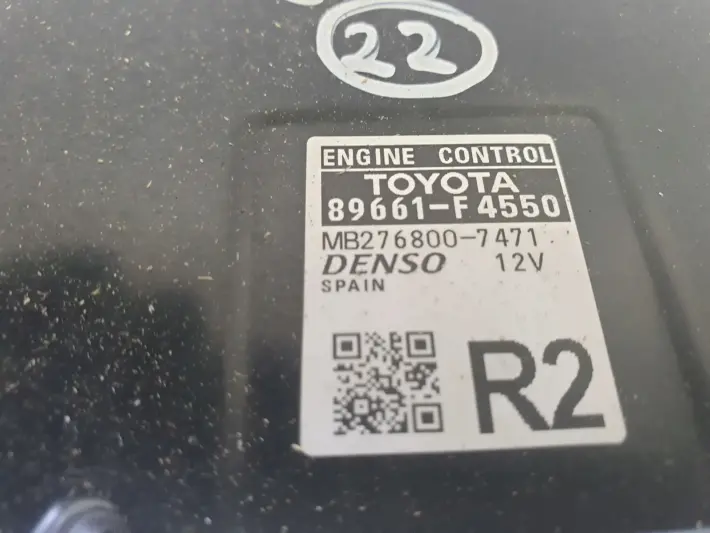 22
ENGINE CONTROL
TOYOTA
89661-F4550
MB276800-7471
DENSO 12V
SPAIN
R2